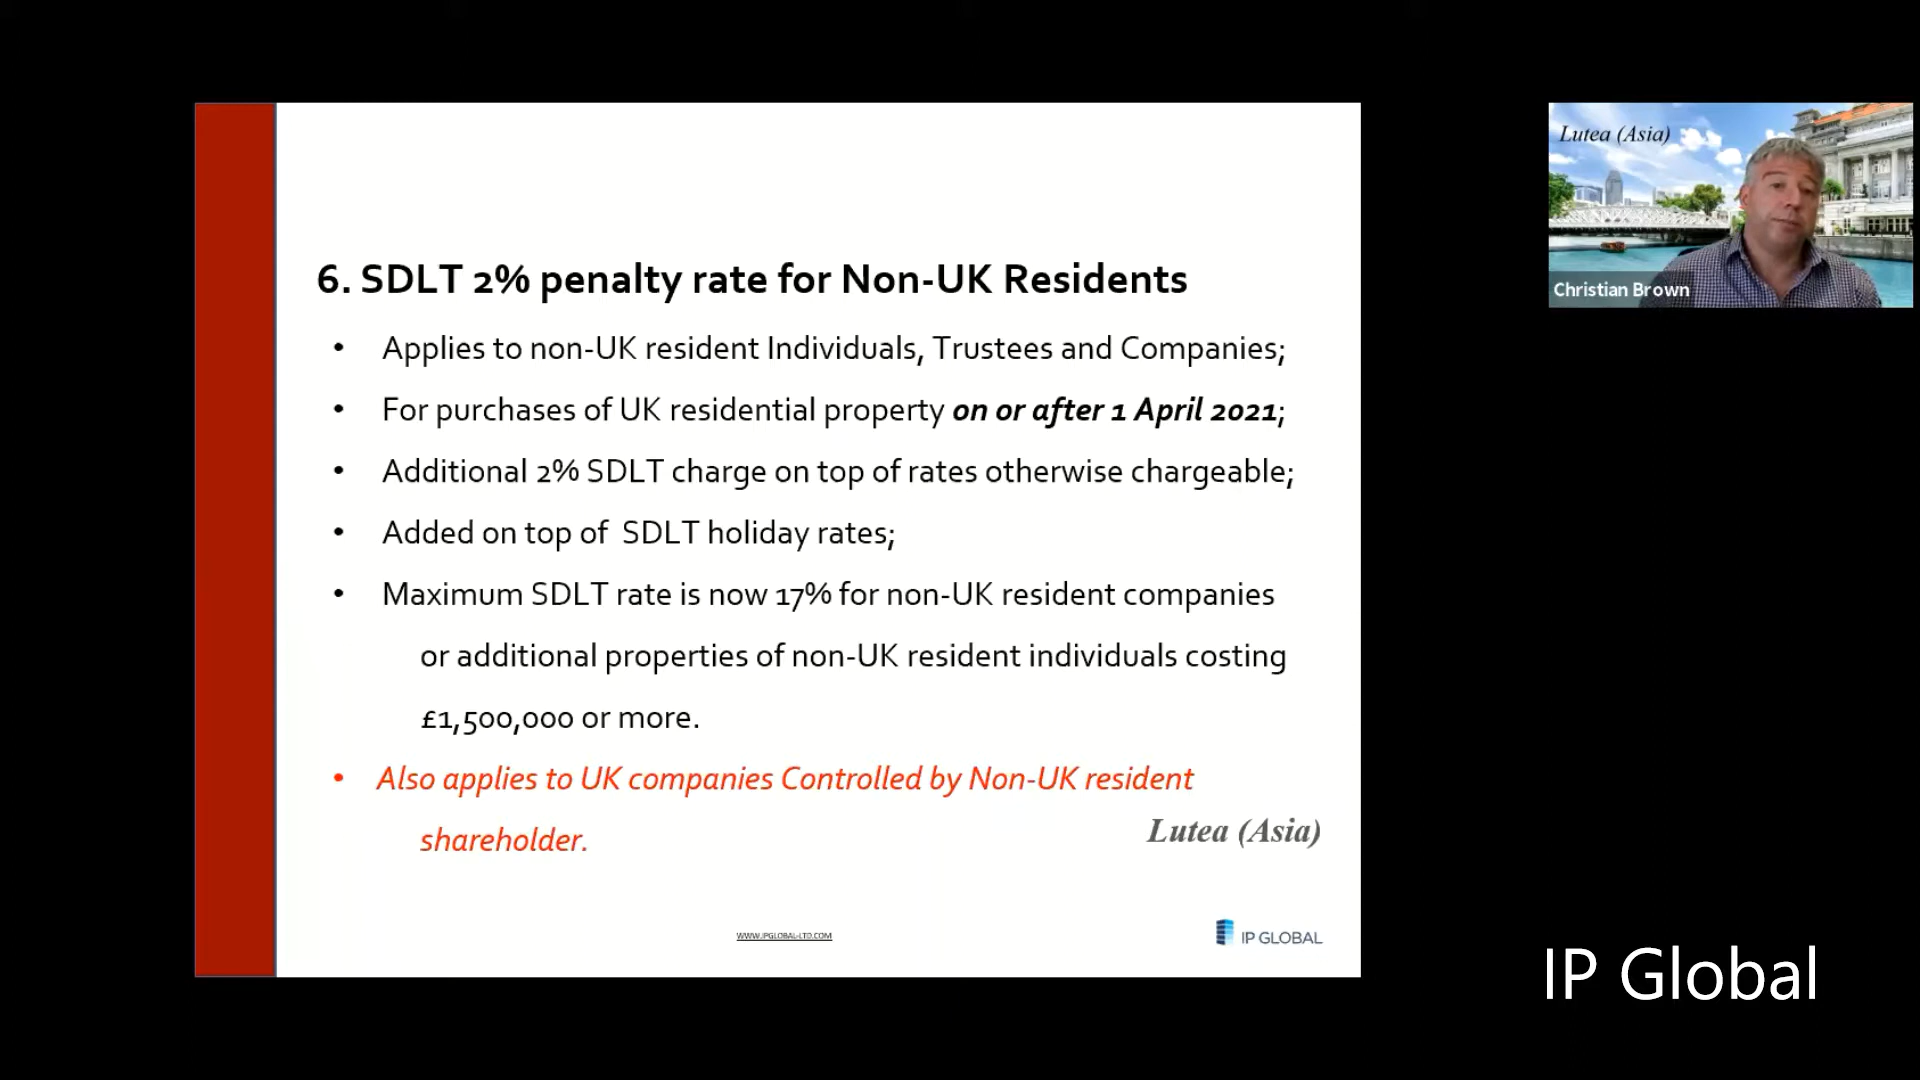 Lutea (Asia)
Christian Brown
6. SDLT 2% penalty rate for Non-UK Residents
• Applies to non-UK resident Individuals, Trustees and Companies;
• For purchases of UK residential property on or after 1 April 2021;
• Additional 2% SDLT charge on top of rates otherwise chargeable;
• Added on top of SDLT holiday rates;
• Maximum SDLT rate is now 17% for non-UK resident companies
or additional properties of non-UK resident individuals costing
£1,500,000 or more.
• Also applies to UK companies Controlled by Non-UK resident
shareholder.
Lutea (Asia)
WWW.IPGLOBAL-LTD.COM
IP GLOBAL
IP Global